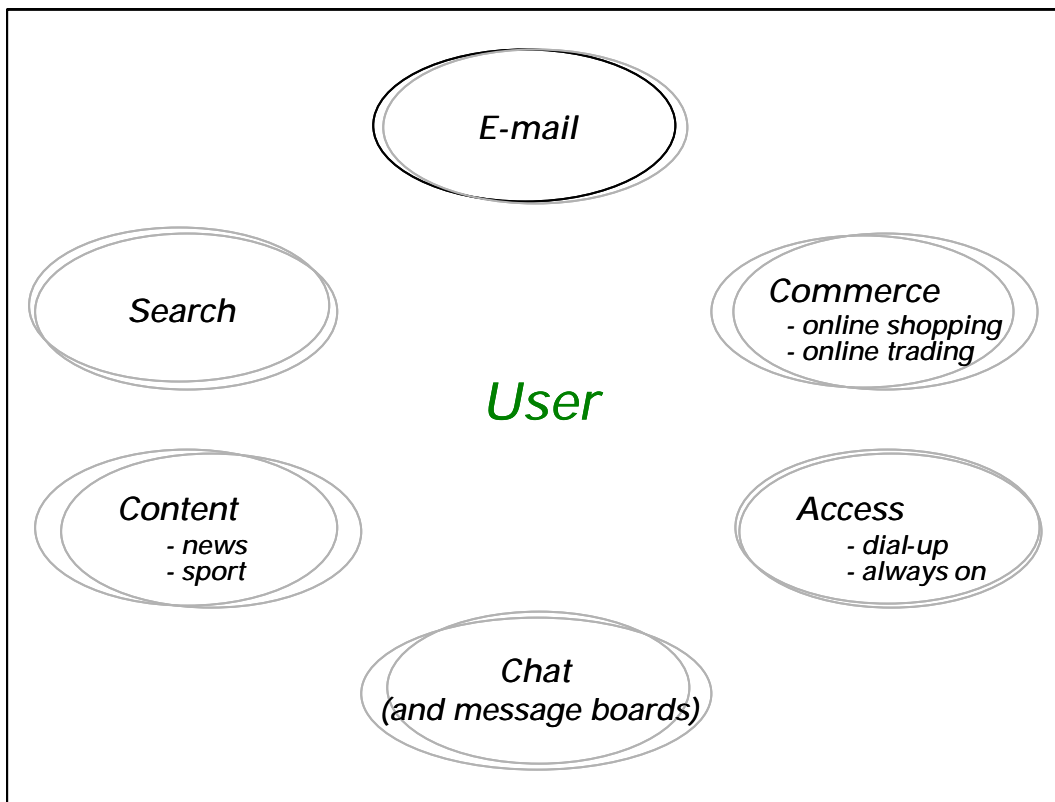 E-mail
Search
Commerce
- online shopping
- online trading
User
Content
- news
- sport
Access
- dial-up
- always on
Chat
(and message boards)